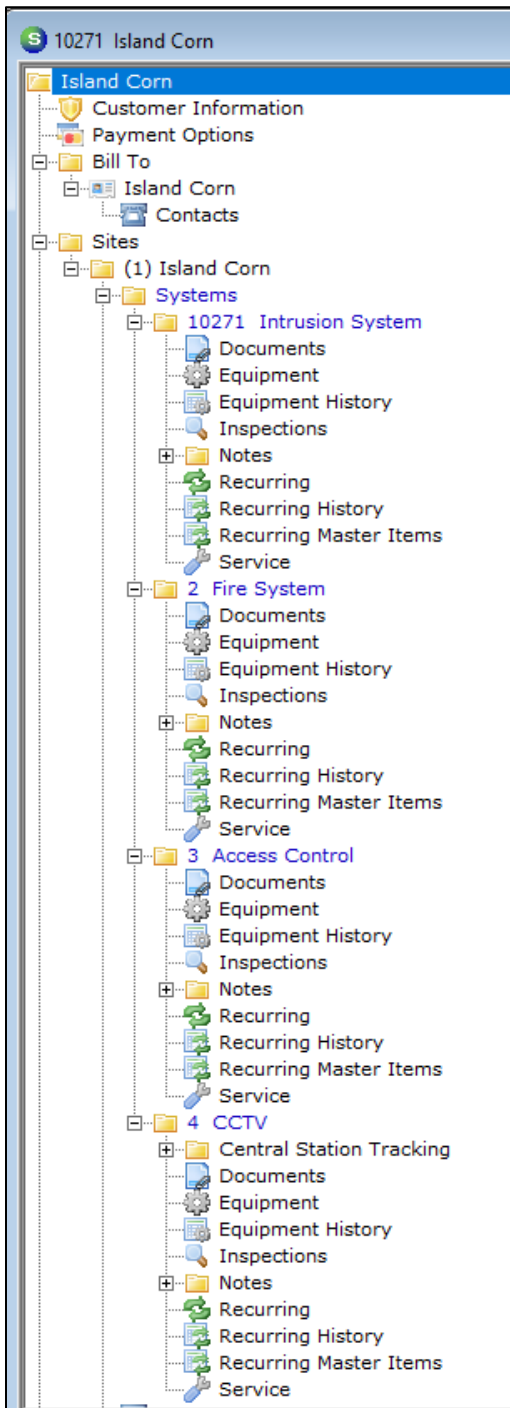 10271 Island Corn
Island Corn
Customer Information
Payment Options
Bill To
Island Corn
Contacts
Sites
(1) Island Corn
Systems
10271 Intrusion System
Documents
Equipment
Equipment History
Inspections
Notes
Recurring
Recurring History
Recurring Master Items
Service
2 Fire System
Documents
Equipment
Equipment History
Inspections
Notes
Recurring
Recurring History
Recurring Master Items
Service
3 Access Control
Documents
Equipment
Equipment History
Inspections
Notes
Recurring
Recurring History
Recurring Master Items
Service
4 CCTV
Central Station Tracking
Documents
Equipment
Equipment History
Inspections
Notes
Recurring
Recurring History
Recurring Master Items
Service